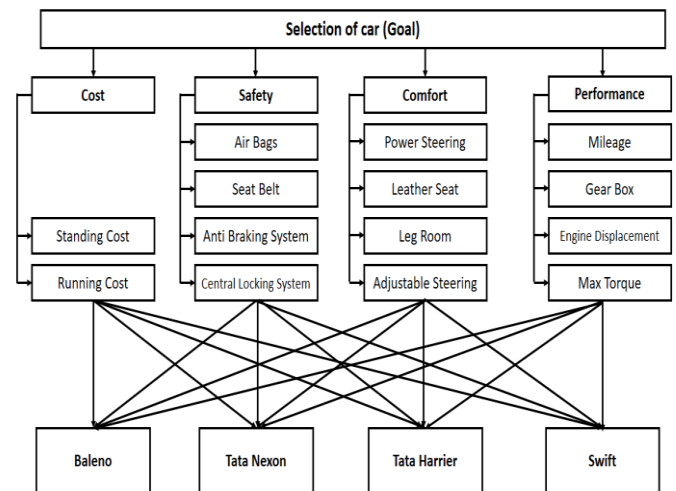 Selection of car (Goal)
Cost
Safety
Comfort
Performance
Air Bags
Power Steering
Mileage
Seat Belt
Leather Seat
Gear Box
Standing Cost
Anti Braking System
Leg Room
Engine Displacement
Running Cost
Central Locking System
Adjustable Steering
Max Torque
Baleno
Tata Nexon
Tata Harrier
Swift